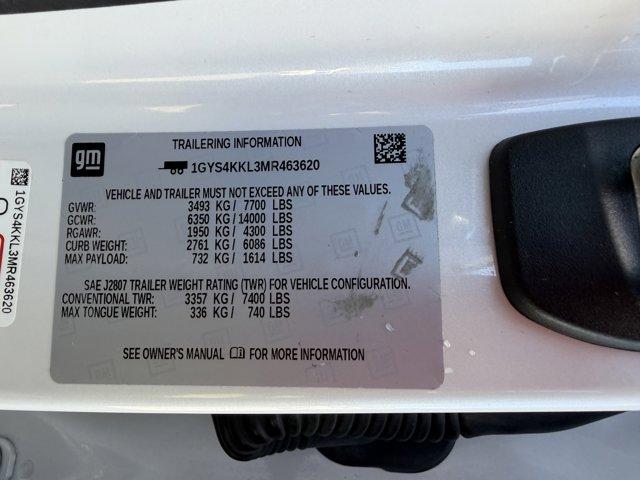 gm
TRAILERING INFORMATION
1GYS4KKL3MR463620
VEHICLE AND TRAILER MUST NOT EXCEED ANY OF THESE VALUES.
GVWR: 3493 KG/ 7700 LBS
GCWR: 6350 KG/14000 LBS
RGAWR: 1950 KG/ 4300 LBS
CURB WEIGHT: 2761 KG/ 6086 LBS
MAX PAYLOAD: 732 KG/ 1614 LBS
SAE J2807 TRAILER WEIGHT RATING (TWR) FOR VEHICLE CONFIGURATION.
CONVENTIONAL TWR: 3357 KG/ 7400 LBS
MAX TONGUE WEIGHT: 336 KG/ 740 LBS
SEE OWNER'S MANUAL FOR MORE INFORMATION
1GYS4KKL3MR463620